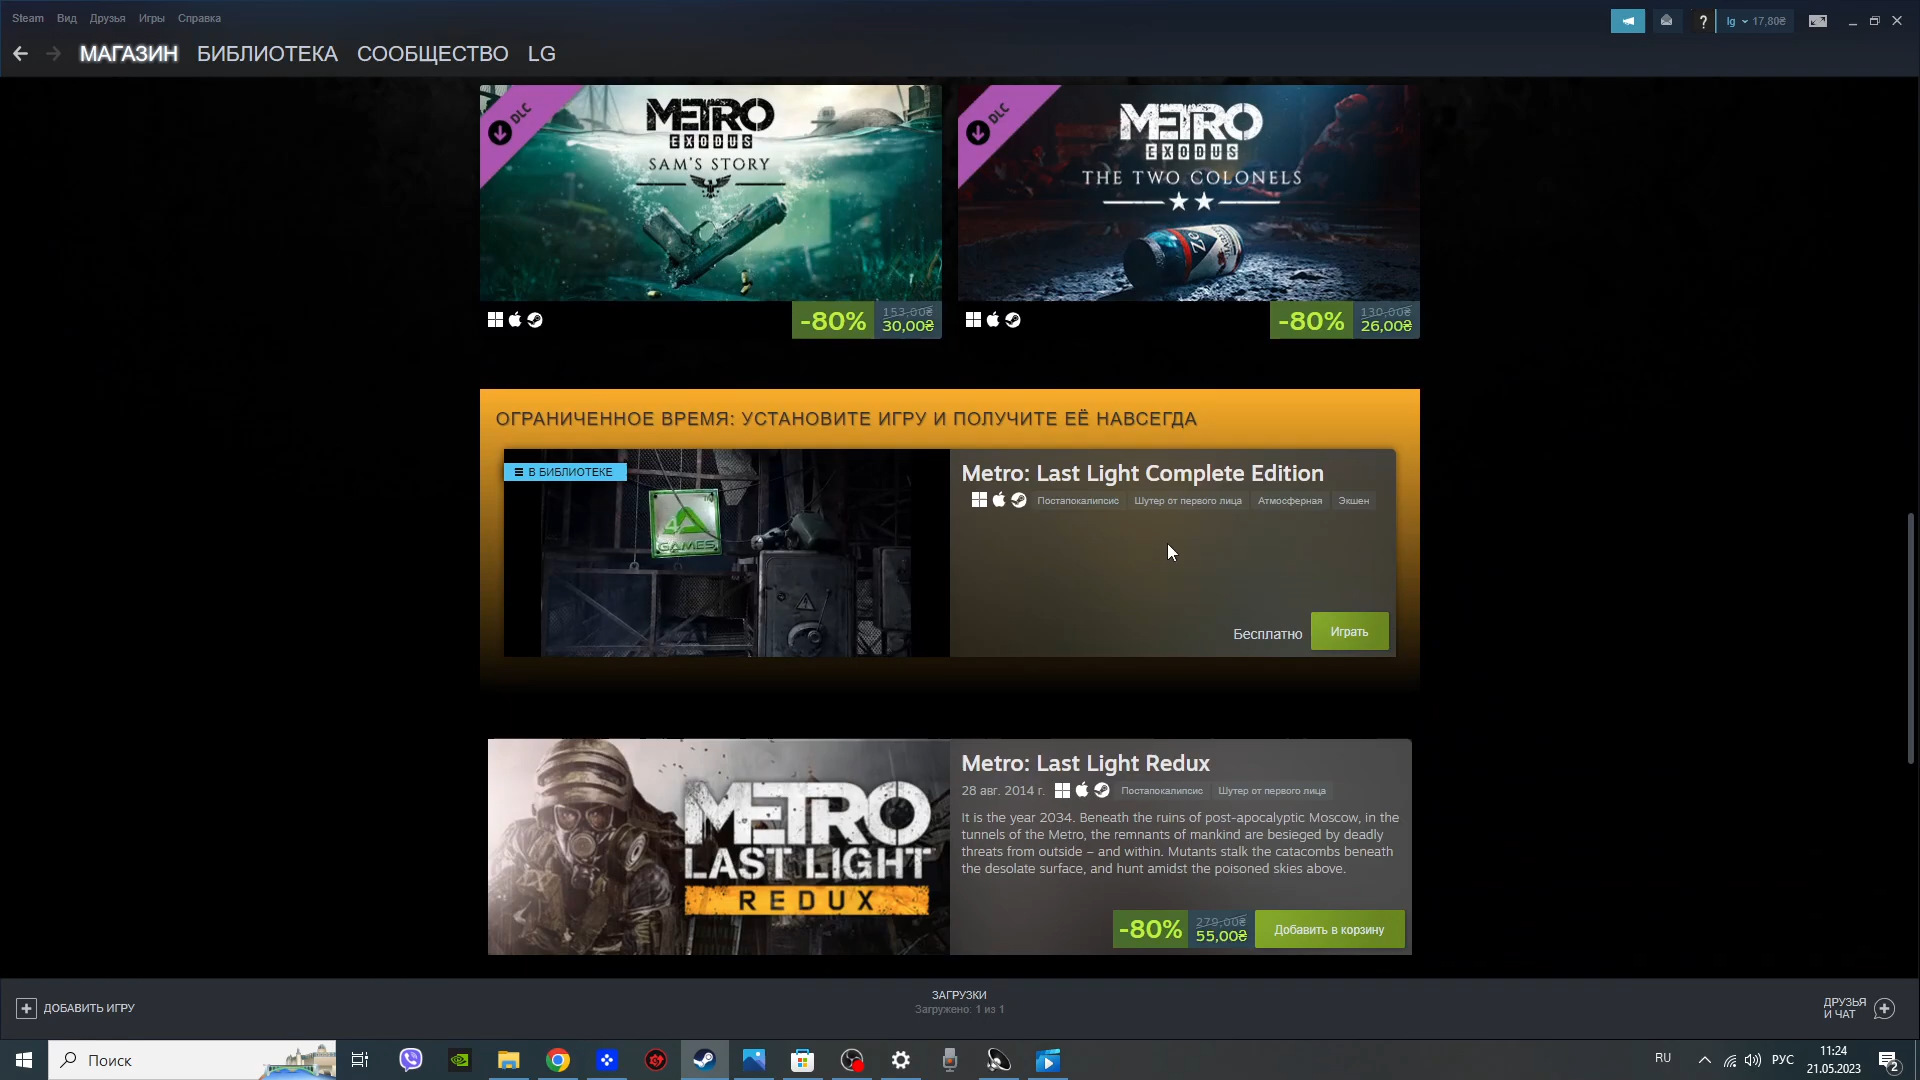 Steam Вид Друзья Игры Справка
? lg 17,80₴
МАГАЗИН БИБЛИОТЕКА СООБЩЕСТВО LG
DLC
METRO
EXODUS
SAM'S STORY
-80%
153,00₴
30,00₴
DLC
METRO
EXODUS
THE TWO COLONELS
-80%
130,00₴
26,00₴
ОГРАНИЧЕННОЕ ВРЕМЯ: УСТАНОВИТЕ ИГРУ И ПОЛУЧИТЕ ЕЁ НАВСЕГДА
В БИБЛИОТЕКЕ
4A
GAMES
Metro: Last Light Complete Edition
Постапокалипсис Шутер от первого лица Атмосферная Экшен
Бесплатно Играть
METRO
LAST LIGHT
REDUX
Metro: Last Light Redux
28 авг. 2014 г. Постапокалипсис Шутер от первого лица
It is the year 2034. Beneath the ruins of post-apocalyptic Moscow, in the
tunnels of the Metro, the remnants of mankind are besieged by deadly
threats from outside – and within. Mutants stalk the catacombs beneath
the desolate surface, and hunt amidst the poisoned skies above.
-80%
279,00₴
55,00₴
Добавить в корзину
ДОБАВИТЬ ИГРУ
ЗАГРУЗКИ
Загружено: 1 из 1
ДРУЗЬЯ
И ЧАТ
Поиск
RU
РУС
11:24
21.05.2023
2